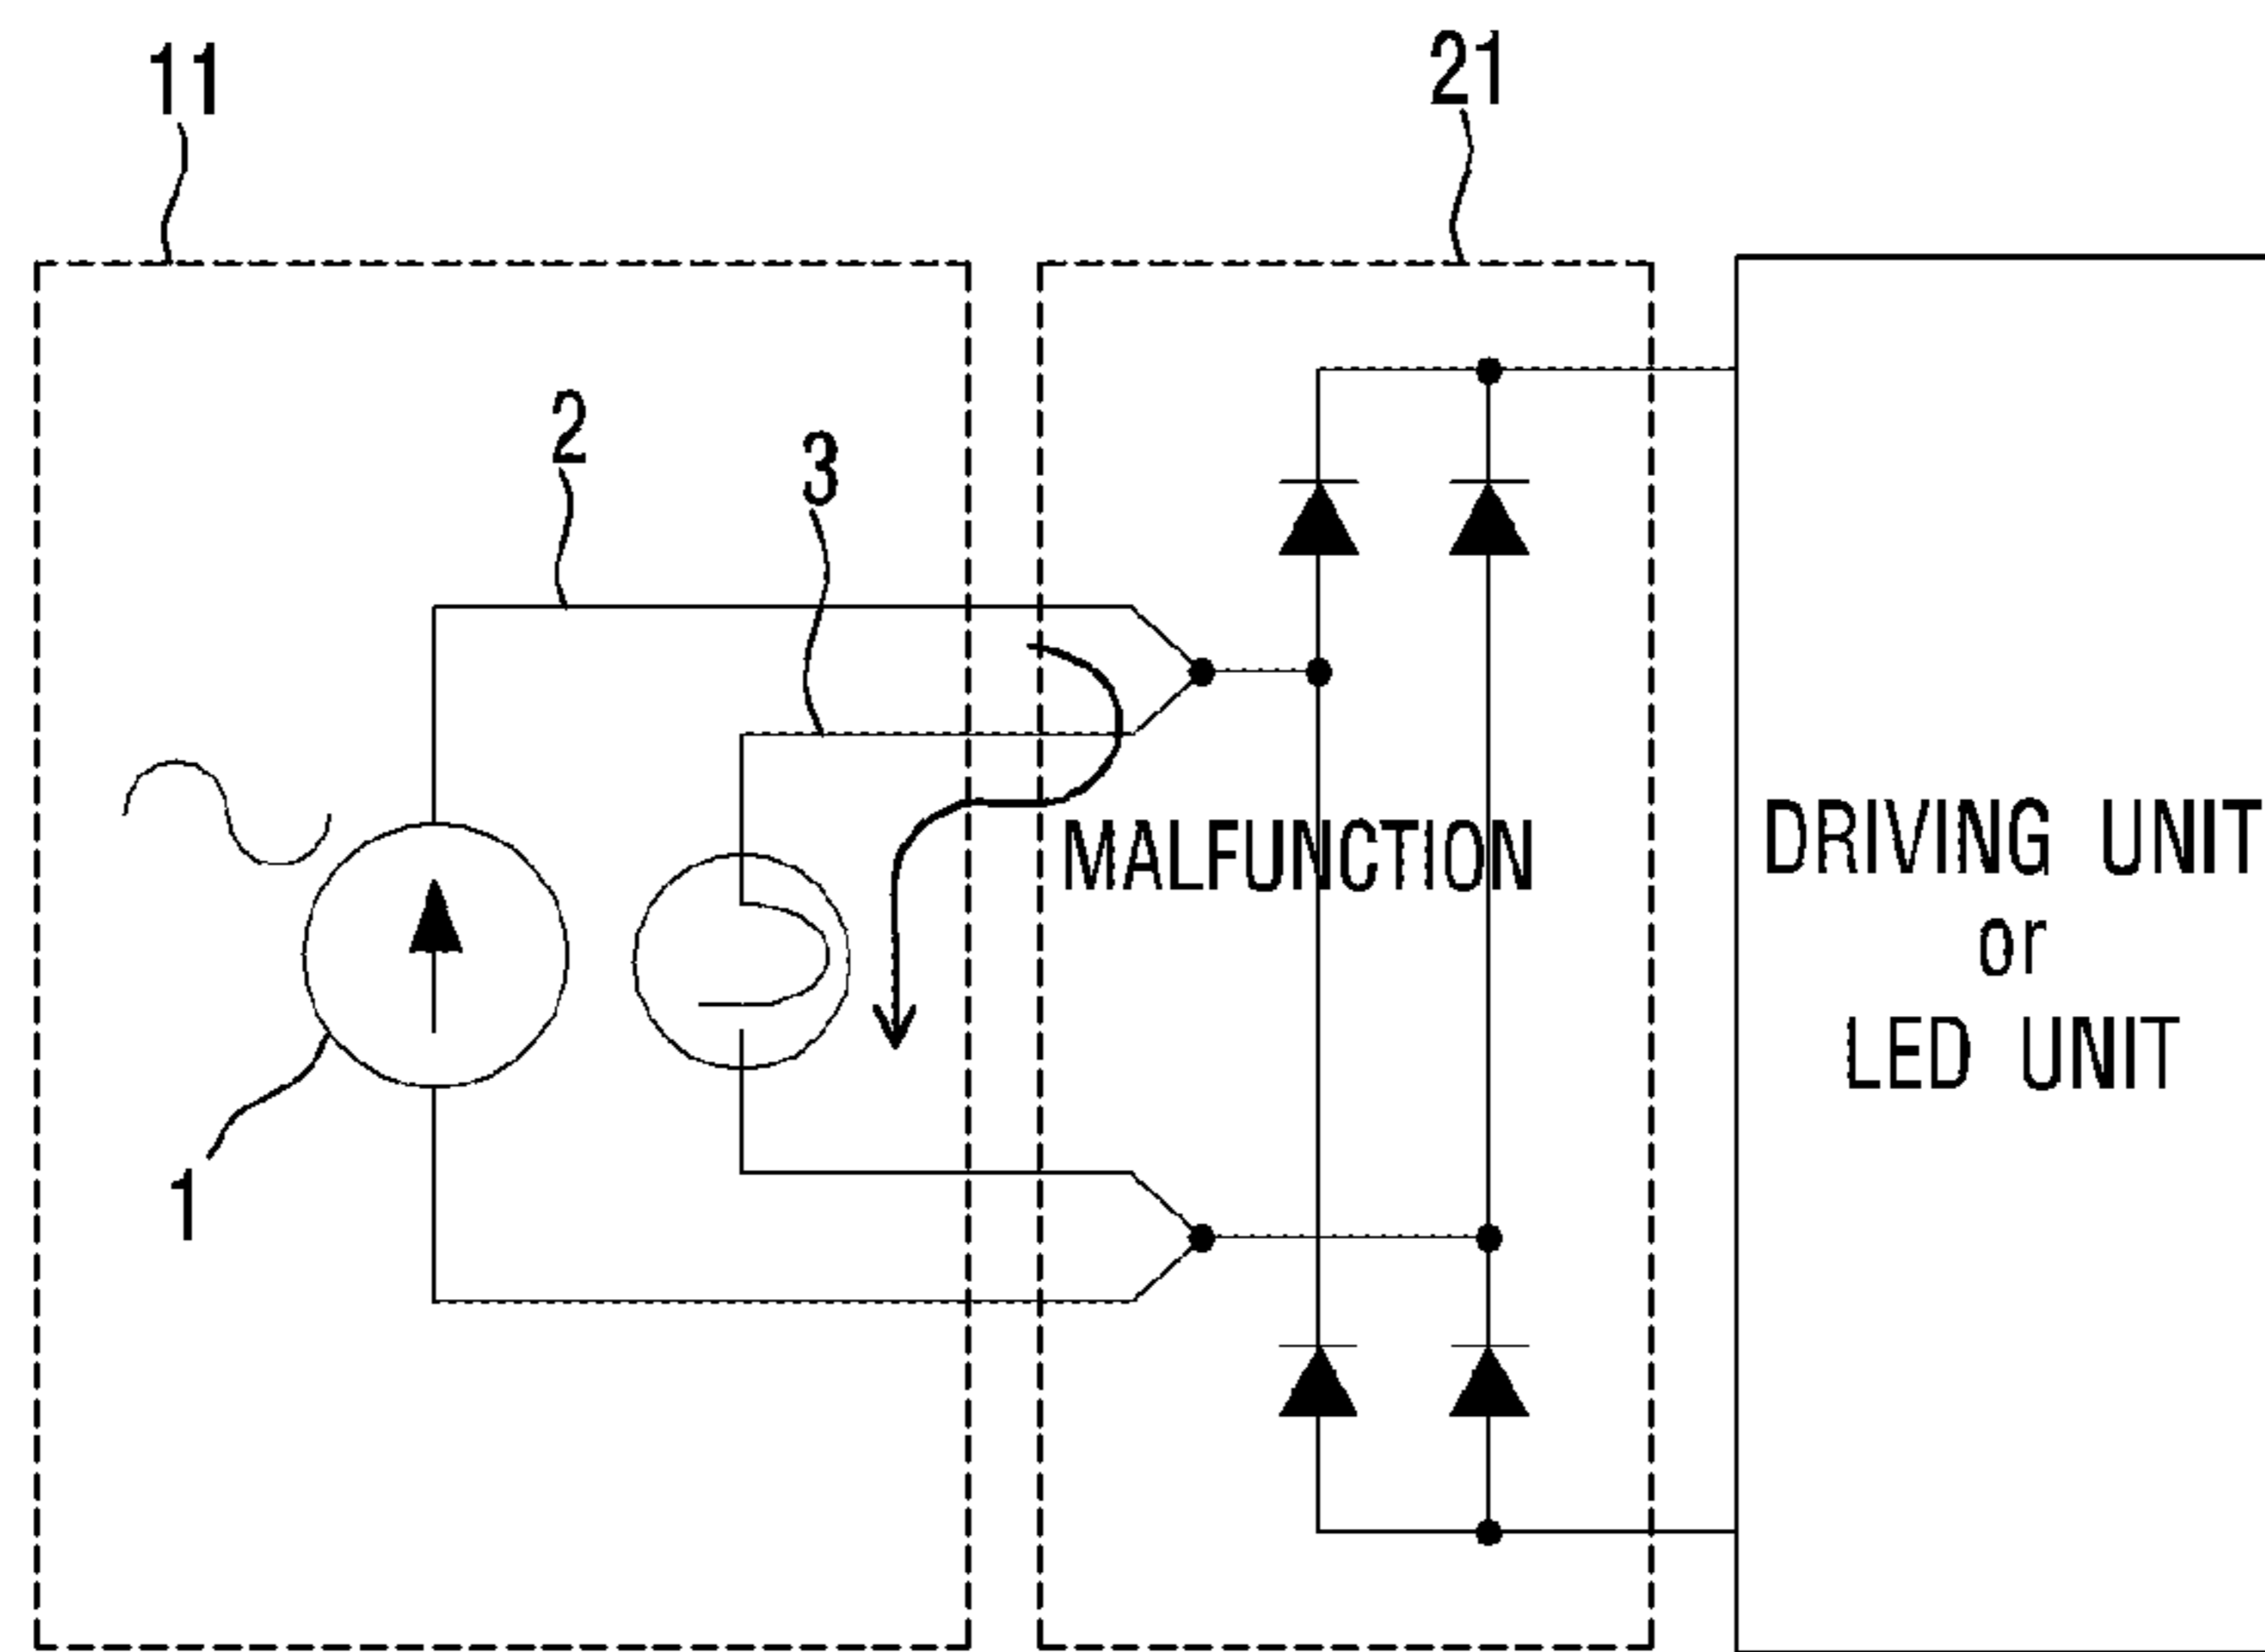 11
21
2
3
MALFUNCTION
DRIVING UNIT
or
LED UNIT
1